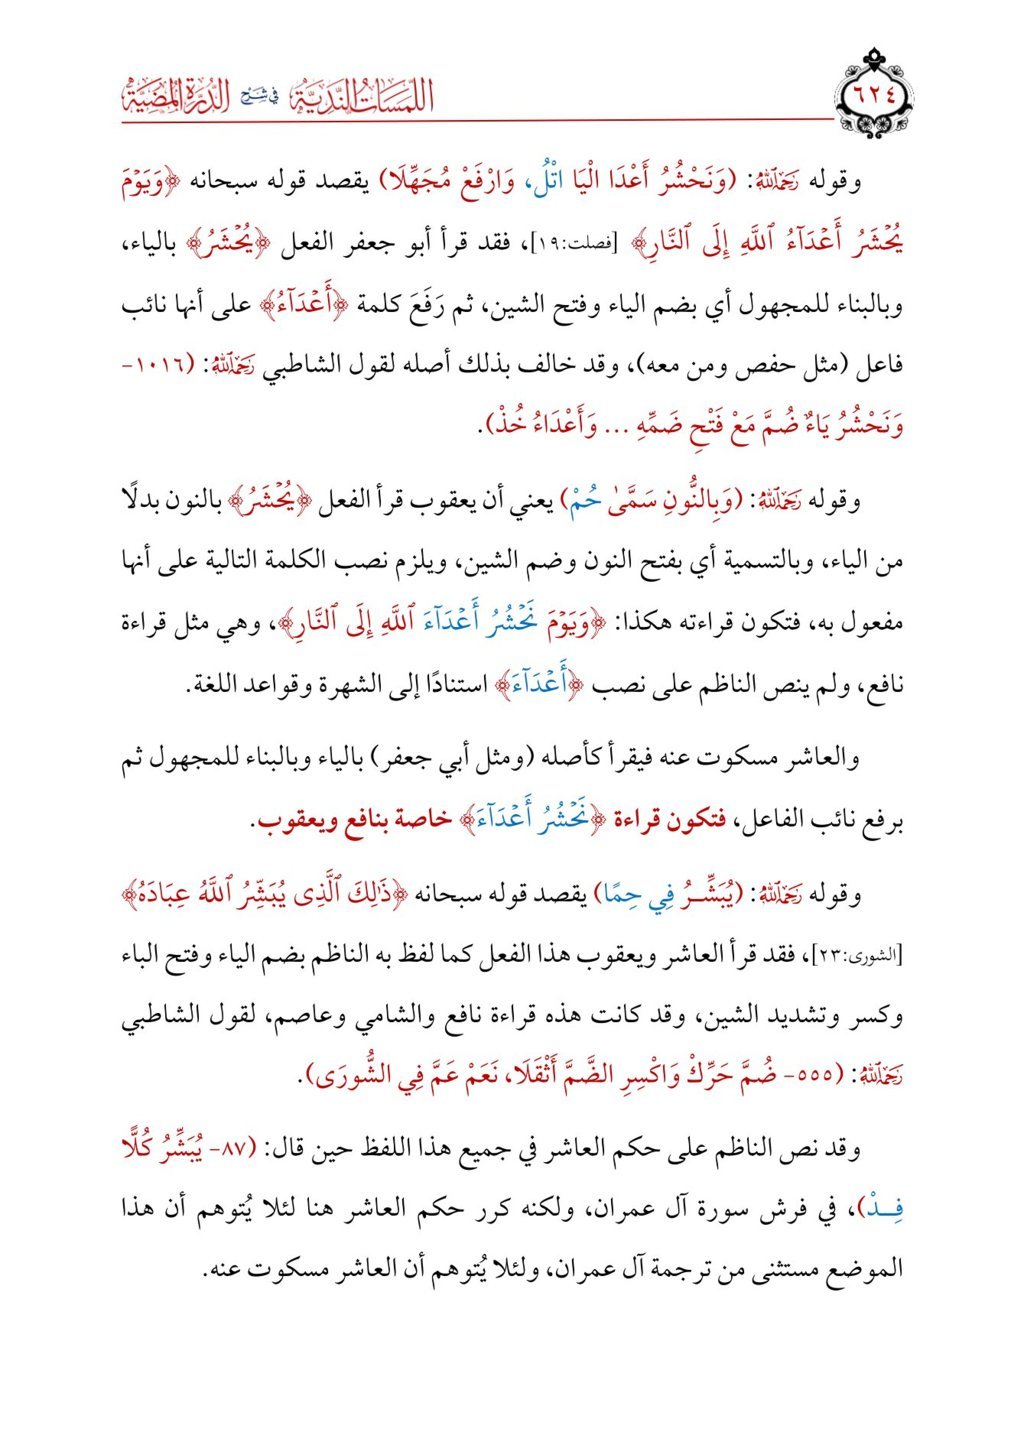 ٦٢٤
اللمسات الندية في شرح الدرة المضية
وقوله رَحِمَهُ اللَّهُ: (وَنَحْشُرُ أَعْدَا الْيَا اتْلُ، وَارْفَعْ مُجَهِّلَا) يقصد قوله سبحانه ﴿وَيَوْمَ
يُحْشَرُ أَعْدَآءُ ٱللَّهِ إِلَى ٱلنَّارِ﴾ [فصلت:١٩]، فقد قرأ أبو جعفر الفعل ﴿يُحْشَرُ﴾ بالياء،
وبالبناء للمجهول أي بضم الياء وفتح الشين، ثم رَفَعَ كلمة ﴿أَعْدَآءُ﴾ على أنها نائب
فاعل (مثل حفص ومن معه)، وقد خالف بذلك أصله لقول الشاطبي رَحِمَهُ اللَّهُ: (١٠١٦-
وَنَحْشُرُ يَاءٌ ضُمَّ مَعْ فَتْحِ ضَمِّهِ ... وَأَعْدَاءُ خُذْ).
وقوله رَحِمَهُ اللَّهُ: (وَبِالنُّونِ سَمَّىٰ حُمْ) يعني أن يعقوب قرأ الفعل ﴿يُحْشَرُ﴾ بالنون بدلًا
من الياء، وبالتسمية أي بفتح النون وضم الشين، ويلزم نصب الكلمة التالية على أنها
مفعول به، فتكون قراءته هكذا: ﴿وَيَوْمَ نَحْشُرُ أَعْدَآءَ ٱللَّهِ إِلَى ٱلنَّارِ﴾، وهي مثل قراءة
نافع، ولم ينص الناظم على نصب ﴿أَعْدَآءَ﴾ استنادًا إلى الشهرة وقواعد اللغة.
والعاشر مسكوت عنه فيقرأ كأصله (ومثل أبي جعفر) بالياء وبالبناء للمجهول ثم
برفع نائب الفاعل، فتكون قراءة ﴿نَحْشُرُ أَعْدَآءَ﴾ خاصة بنافع ويعقوب.
وقوله رَحِمَهُ اللَّهُ: (يُبَشِّـرُ فِي حِمًا) يقصد قوله سبحانه ﴿ذَٰلِكَ ٱلَّذِى يُبَشِّرُ ٱللَّهُ عِبَادَهُ﴾
[الشورى:٢٣]، فقد قرأ العاشر ويعقوب هذا الفعل كما لفظ به الناظم بضم الياء وفتح الباء
وكسر وتشديد الشين، وقد كانت هذه قراءة نافع والشامي وعاصم، لقول الشاطبي
رَحِمَهُ اللَّهُ: (٥٥٥- ضُمَّ حَرِّكْ وَاكْسِرِ الضَّمَّ أَثْقَلَا، نَعَمْ عَمَّ فِي الشُّورَى).
وقد نص الناظم على حكم العاشر في جميع هذا اللفظ حين قال: (٨٧- يُبَشِّرُ كُلًّا
فِـدْ)، في فرش سورة آل عمران، ولكنه كرر حكم العاشر هنا لئلا يُتوهم أن هذا
الموضع مستثنى من ترجمة آل عمران، ولئلا يُتوهم أن العاشر مسكوت عنه.